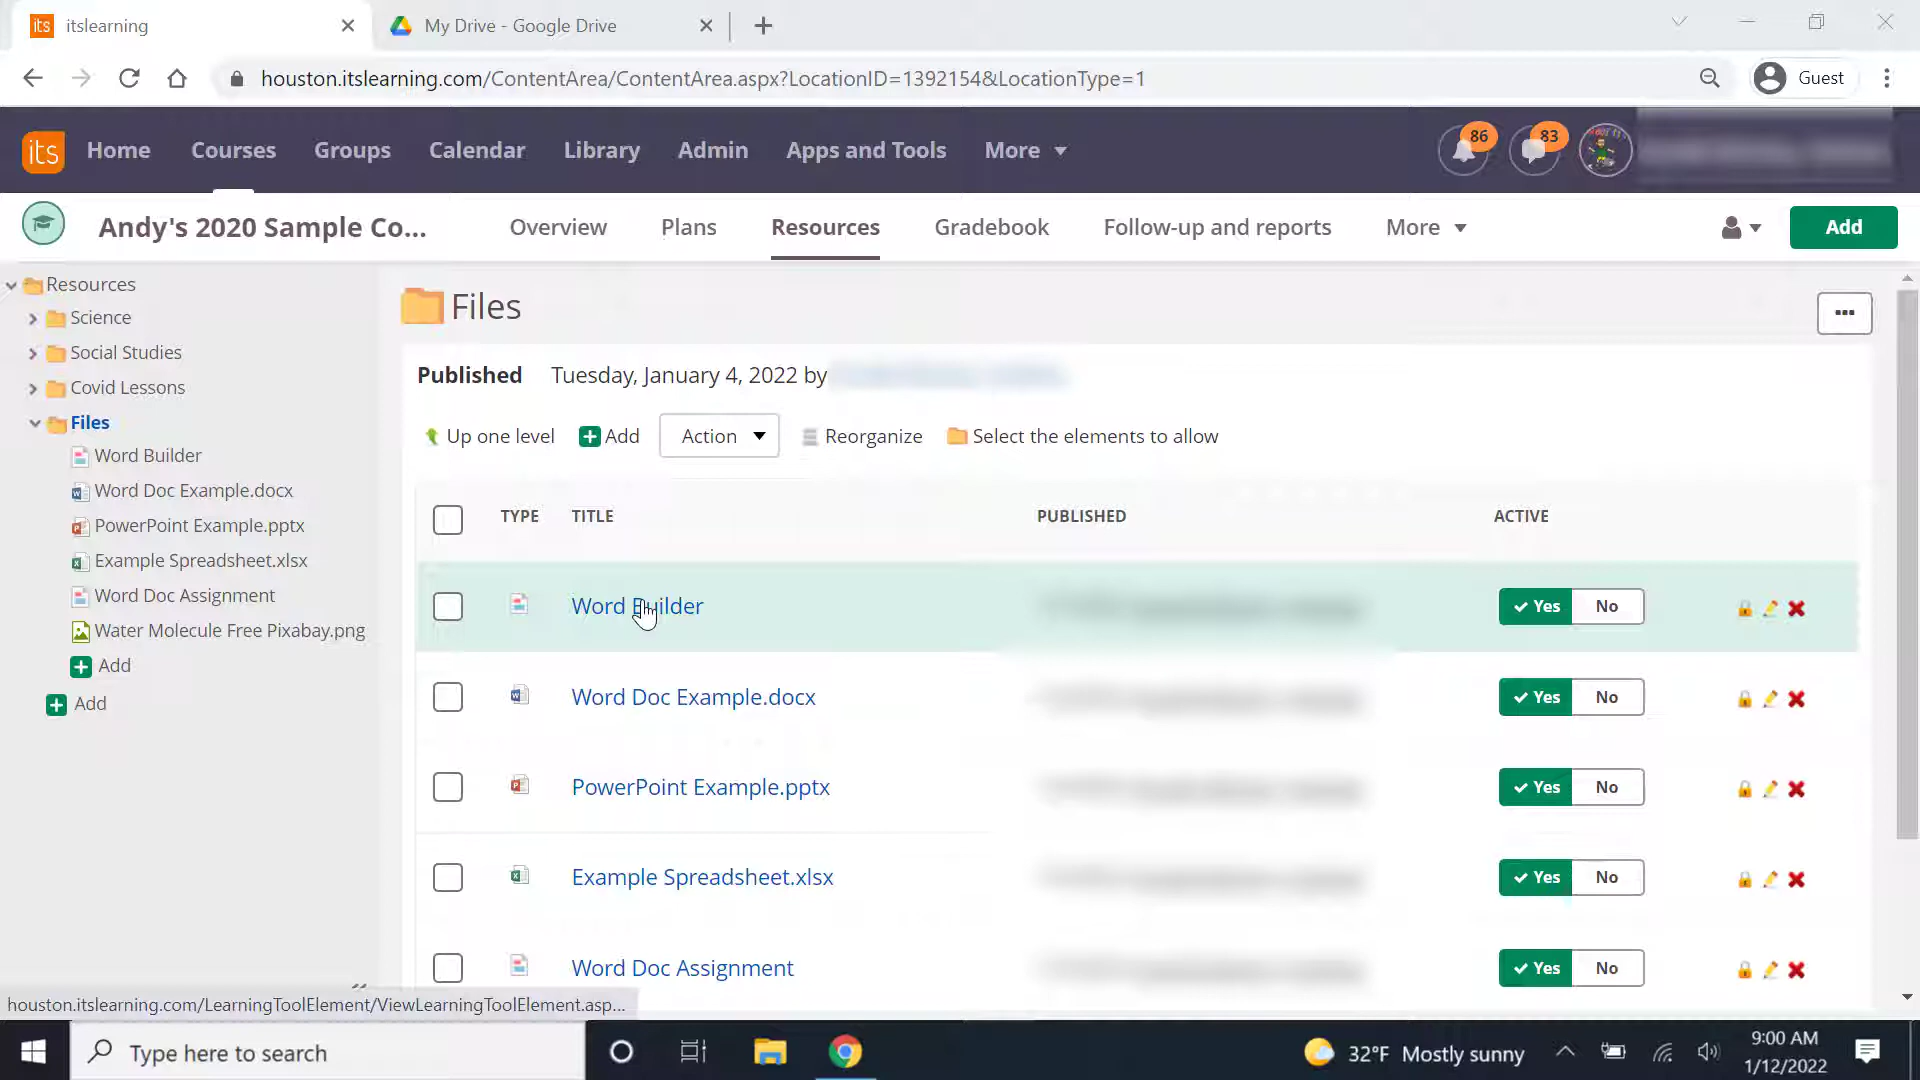 its itslearning
My Drive - Google Drive
houston.itslearning.com/ContentArea/ContentArea.aspx?LocationID=1392154&LocationType=1
Guest
its Home Courses Groups Calendar Library Admin Apps and Tools More 86 83
Andy's 2020 Sample Co... Overview Plans Resources Gradebook Follow-up and reports More Add
Resources
Science
Social Studies
Covid Lessons
Files
Word Builder
Word Doc Example.docx
PowerPoint Example.pptx
Example Spreadsheet.xlsx
Word Doc Assignment
Water Molecule Free Pixabay.png
Add
Add
Files
Published Tuesday, January 4, 2022 by
Up one level Add Action Reorganize Select the elements to allow
TYPE TITLE PUBLISHED ACTIVE
Word Builder Yes No
Word Doc Example.docx Yes No
PowerPoint Example.pptx Yes No
Example Spreadsheet.xlsx Yes No
Word Doc Assignment Yes No
houston.itslearning.com/LearningToolElement/ViewLearningToolElement.asp...
Type here to search
32°F Mostly sunny
9:00 AM
1/12/2022